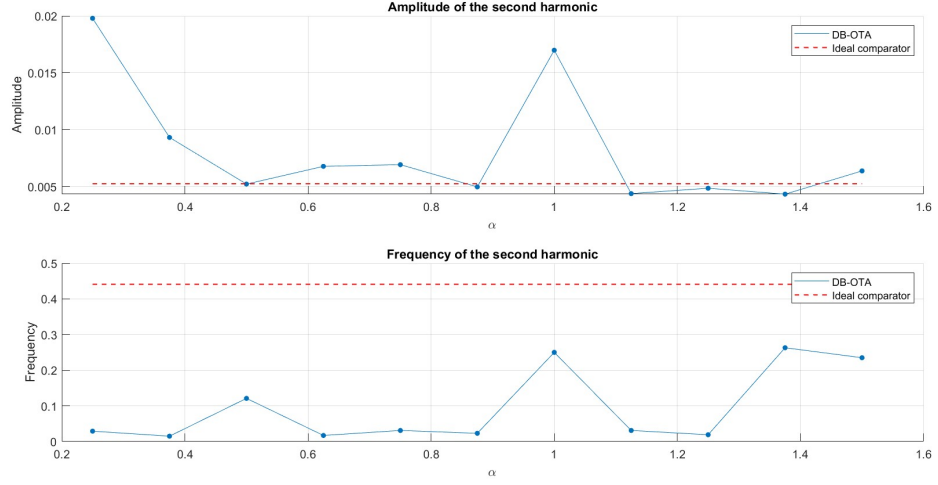 Amplitude of the second harmonic
0.02
0.015
0.01
0.005
Amplitude
DB-OTA
Ideal comparator
0.2 0.4 0.6 0.8 1 1.2 1.4 1.6
α
Frequency of the second harmonic
0.5
0.4
0.3
0.2
0.1
0
Frequency
DB-OTA
Ideal comparator
0.2 0.4 0.6 0.8 1 1.2 1.4 1.6
α